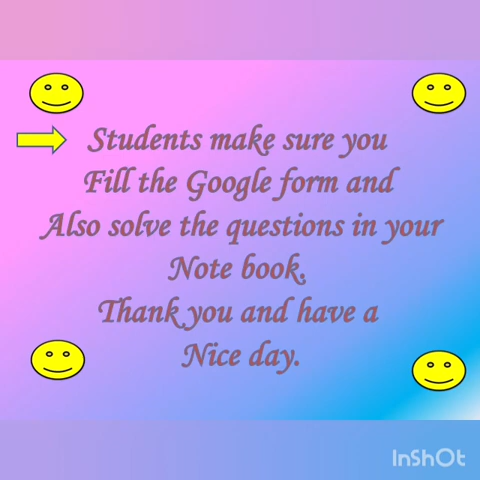 Students make sure you
Fill the Google form and
Also solve the questions in your
Note book.
Thank you and have a
Nice day.
InShOt